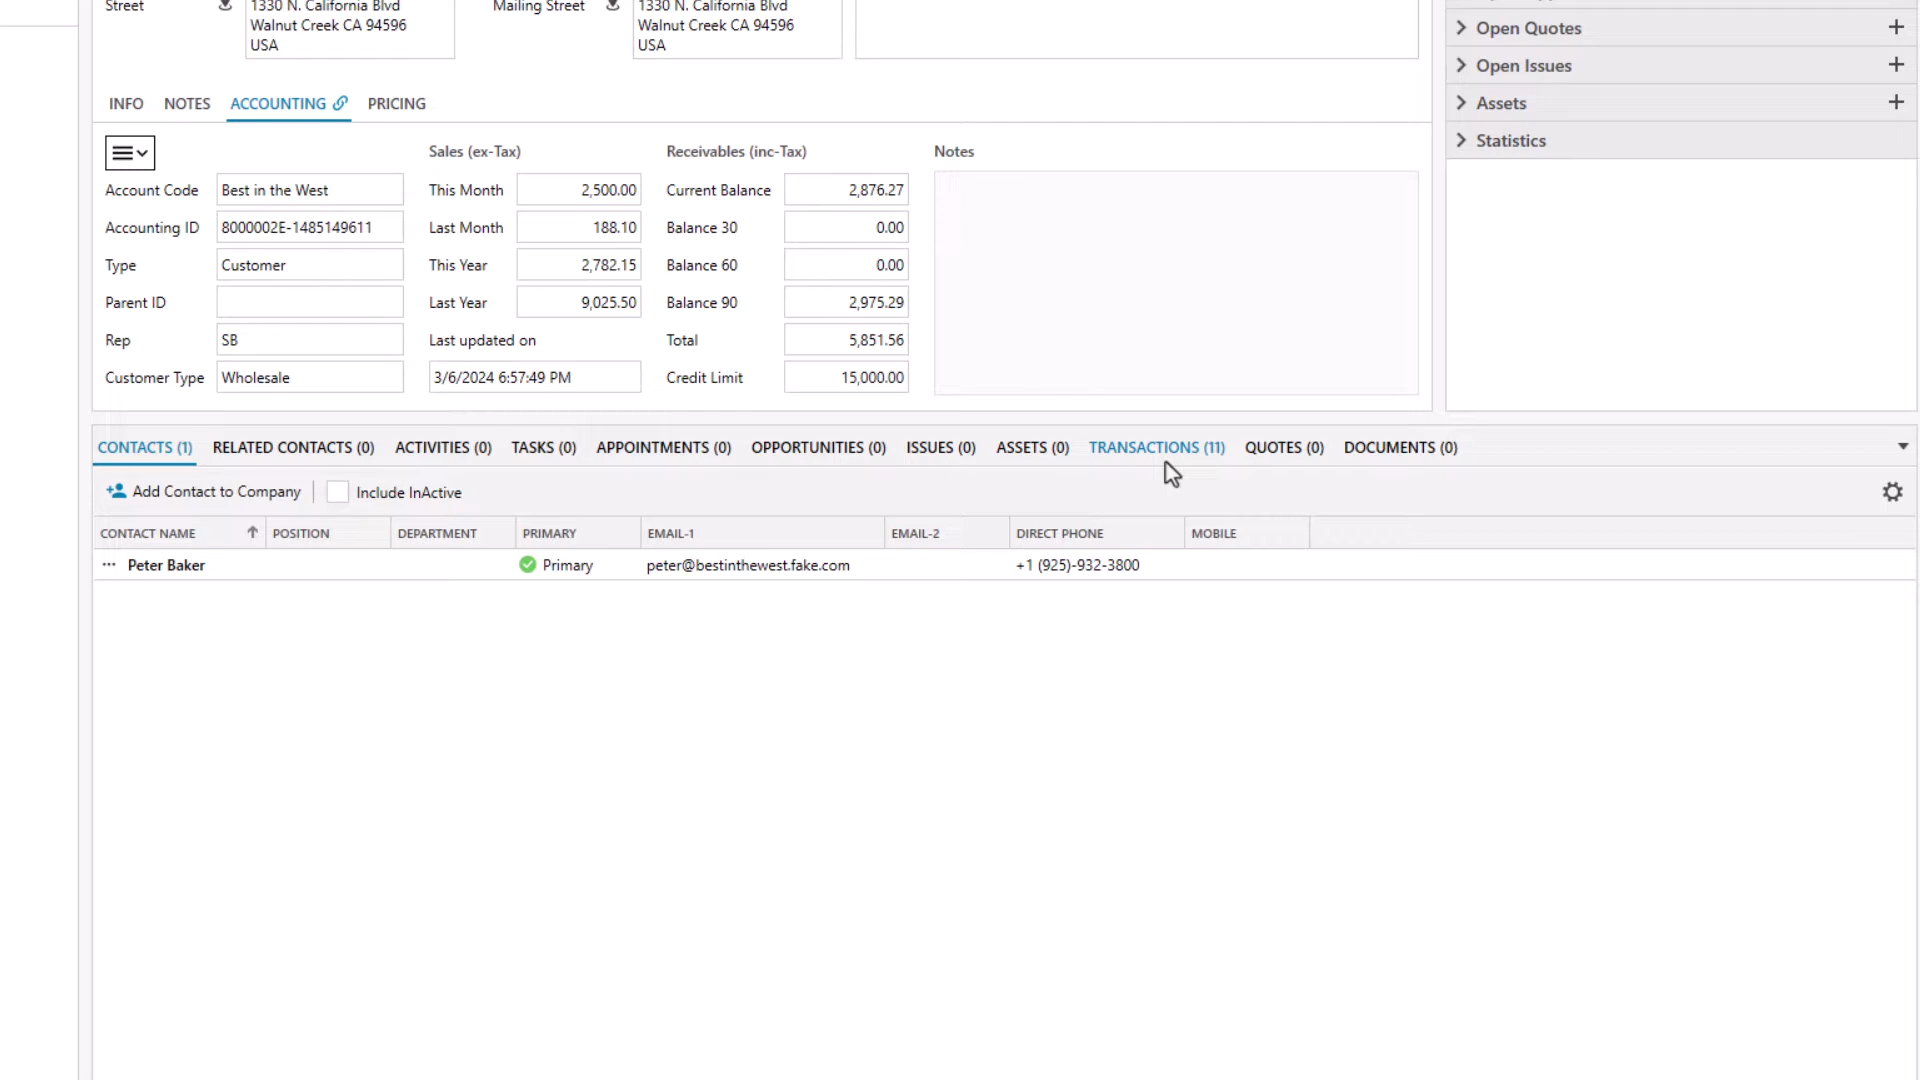 Street
1330 N. California Blvd
Walnut Creek CA 94596
USA
Mailing Street
1330 N. California Blvd
Walnut Creek CA 94596
USA
Open Quotes
Open Issues
Assets
Statistics
INFO NOTES ACCOUNTING PRICING
Sales (ex-Tax) Receivables (inc-Tax) Notes
Account Code Best in the West This Month 2,500.00 Current Balance 2,876.27
Accounting ID 8000002E-1485149611 Last Month 188.10 Balance 30 0.00
Type Customer This Year 2,782.15 Balance 60 0.00
Parent ID Last Year 9,025.50 Balance 90 2,975.29
Rep SB Last updated on Total 5,851.56
Customer Type Wholesale 3/6/2024 6:57:49 PM Credit Limit 15,000.00
CONTACTS (1) RELATED CONTACTS (0) ACTIVITIES (0) TASKS (0) APPOINTMENTS (0) OPPORTUNITIES (0) ISSUES (0) ASSETS (0) TRANSACTIONS (11) QUOTES (0) DOCUMENTS (0)
Add Contact to Company Include InActive
CONTACT NAME POSITION DEPARTMENT PRIMARY EMAIL-1 EMAIL-2 DIRECT PHONE MOBILE
Peter Baker Primary peter@bestinthewest.fake.com +1 (925)-932-3800